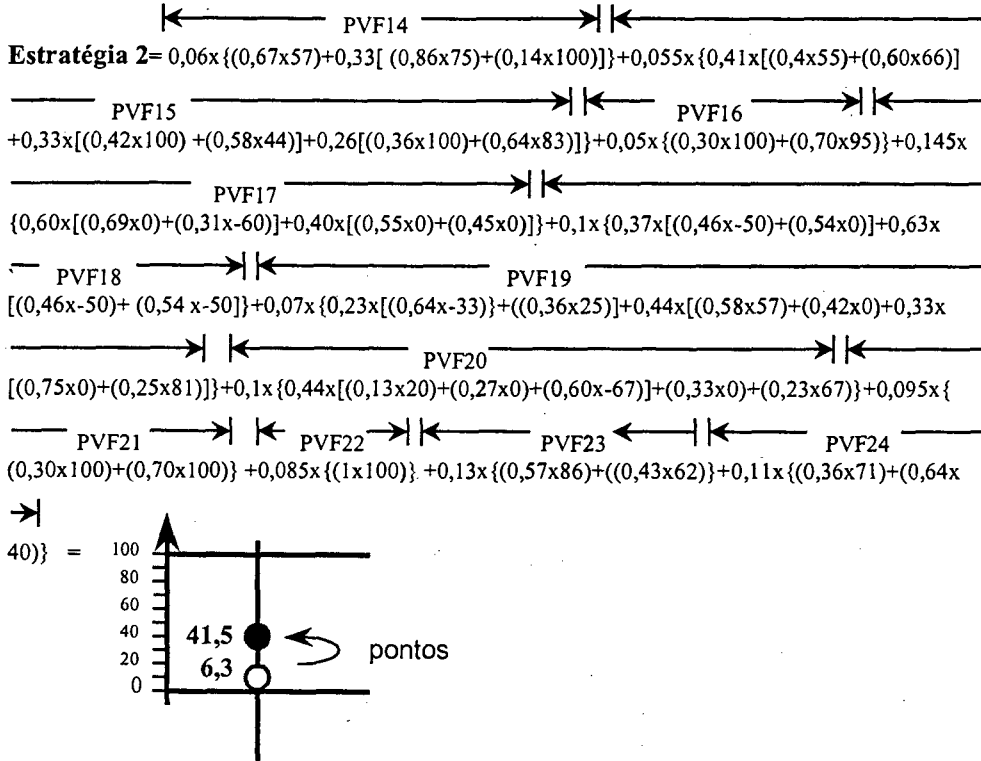 PVF14
Estratégia 2= 0,06x{(0,67x57)+0,33[ (0,86x75)+(0,14x100)]}+0,055x{0,41x[(0,4x55)+(0,60x66)]
PVF15 PVF16
+0,33x[(0,42x100) +(0,58x44)]+0,26[(0,36x100)+(0,64x83)]}+0,05x{(0,30x100)+(0,70x95)}+0,145x
PVF17
{0,60x[(0,69x0)+(0,31x-60)]+0,40x[(0,55x0)+(0,45x0)]}+0,1x{0,37x[(0,46x-50)+(0,54x0)]+0,63x
PVF18 PVF19
[(0,46x-50)+ (0,54 x-50]}+0,07x{0,23x[(0,64x-33)}+((0,36x25)]+0,44x[(0,58x57)+(0,42x0)+0,33x
PVF20
[(0,75x0)+(0,25x81)]}+0,1x{0,44x[(0,13x20)+(0,27x0)+(0,60x-67)]+(0,33x0)+(0,23x67)}+0,095x{
PVF21 PVF22 PVF23 PVF24
(0,30x100)+(0,70x100)} +0,085x{(1x100)} +0,13x{(0,57x86)+((0,43x62)}+0,11x{(0,36x71)+(0,64x
40)} =
100
80
60
40
20
0
41,5
6,3
pontos